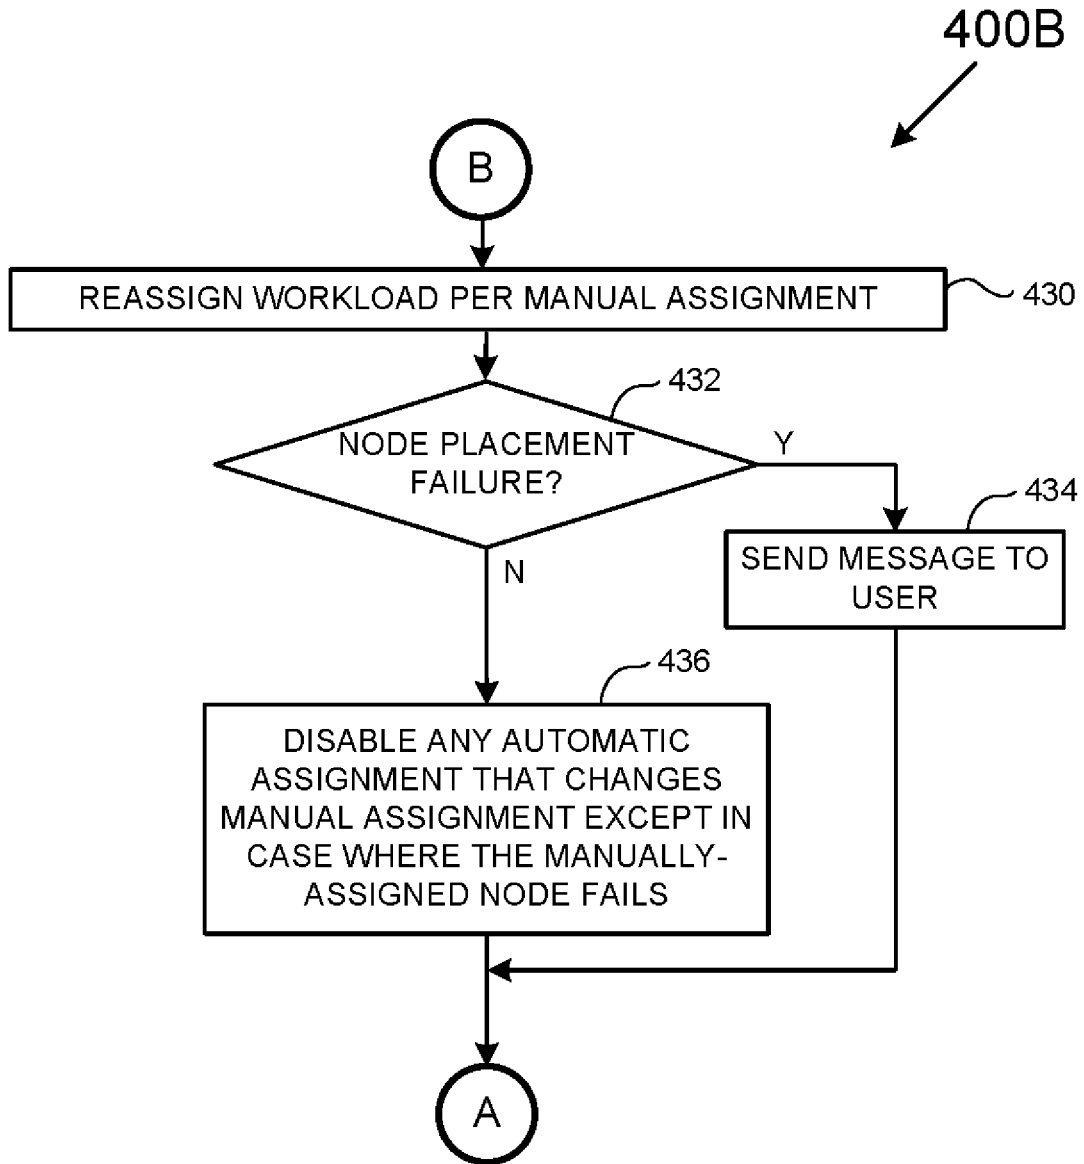 400B
B
REASSIGN WORKLOAD PER MANUAL ASSIGNMENT
430
432
NODE PLACEMENT
FAILURE?
Y
N
434
SEND MESSAGE TO
USER
436
DISABLE ANY AUTOMATIC
ASSIGNMENT THAT CHANGES
MANUAL ASSIGNMENT EXCEPT IN
CASE WHERE THE MANUALLY-
ASSIGNED NODE FAILS
A